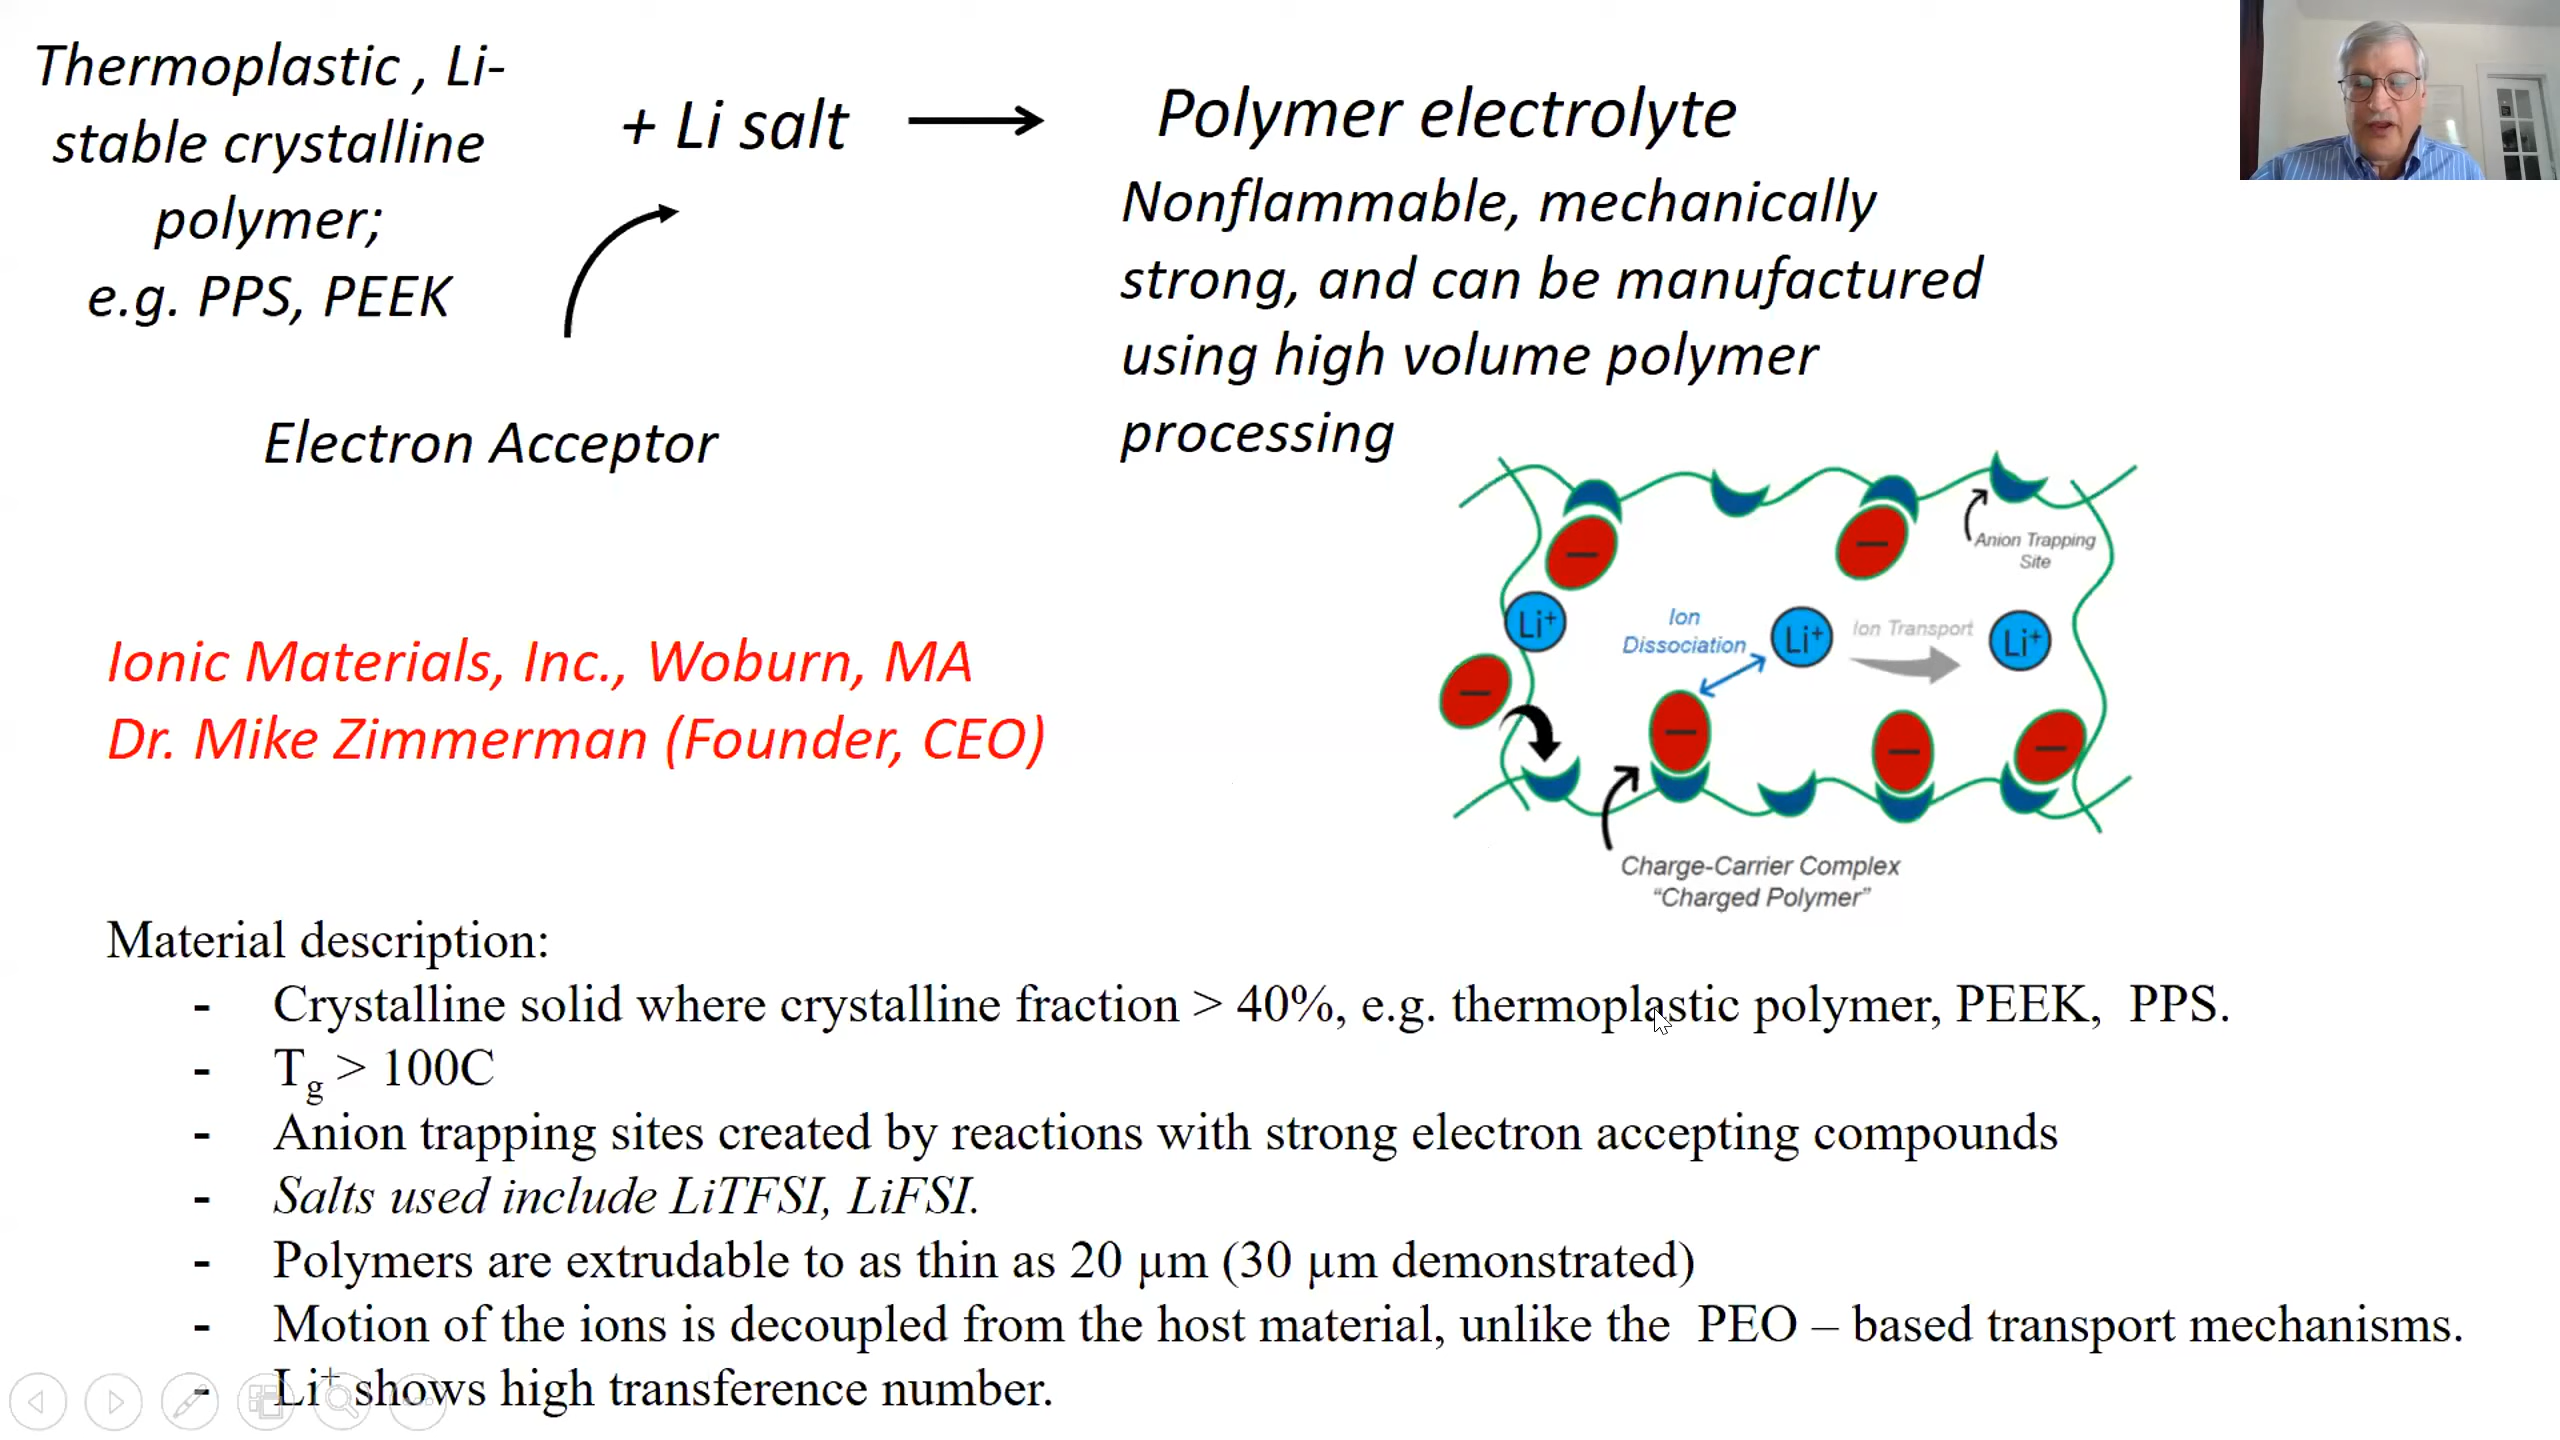 Thermoplastic , Li-
stable crystalline
polymer;
e.g. PPS, PEEK
+ Li salt
Electron Acceptor
Polymer electrolyte
Nonflammable, mechanically
strong, and can be manufactured
using high volume polymer
processing
Anion Trapping
Site
Li⁺
Ion
Dissociation
Li⁺
Ion Transport
Li⁺
−
−
−
−
−
−
Charge-Carrier Complex
“Charged Polymer”
Ionic Materials, Inc., Woburn, MA
Dr. Mike Zimmerman (Founder, CEO)
Material description:
- Crystalline solid where crystalline fraction > 40%, e.g. thermoplastic polymer, PEEK, PPS.
- Tg > 100C
- Anion trapping sites created by reactions with strong electron accepting compounds
- Salts used include LiTFSI, LiFSI.
- Polymers are extrudable to as thin as 20 µm (30 µm demonstrated)
- Motion of the ions is decoupled from the host material, unlike the PEO – based transport mechanisms.
- Li⁺ shows high transference number.